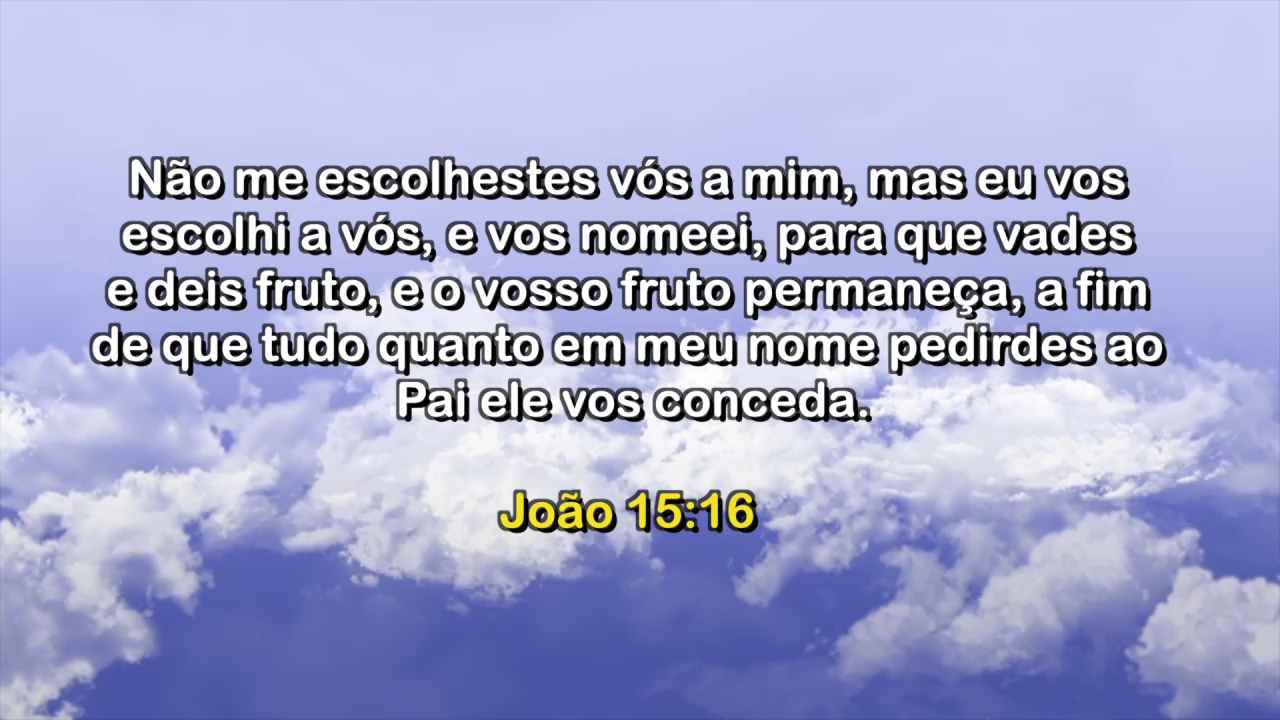 Não me escolhestes vós a mim, mas eu vos
escolhi a vós, e vos nomeei, para que vades
e deis fruto, e o vosso fruto permaneça, a fim
de que tudo quanto em meu nome pedirdes ao
Pai ele vos conceda.
João 15:16